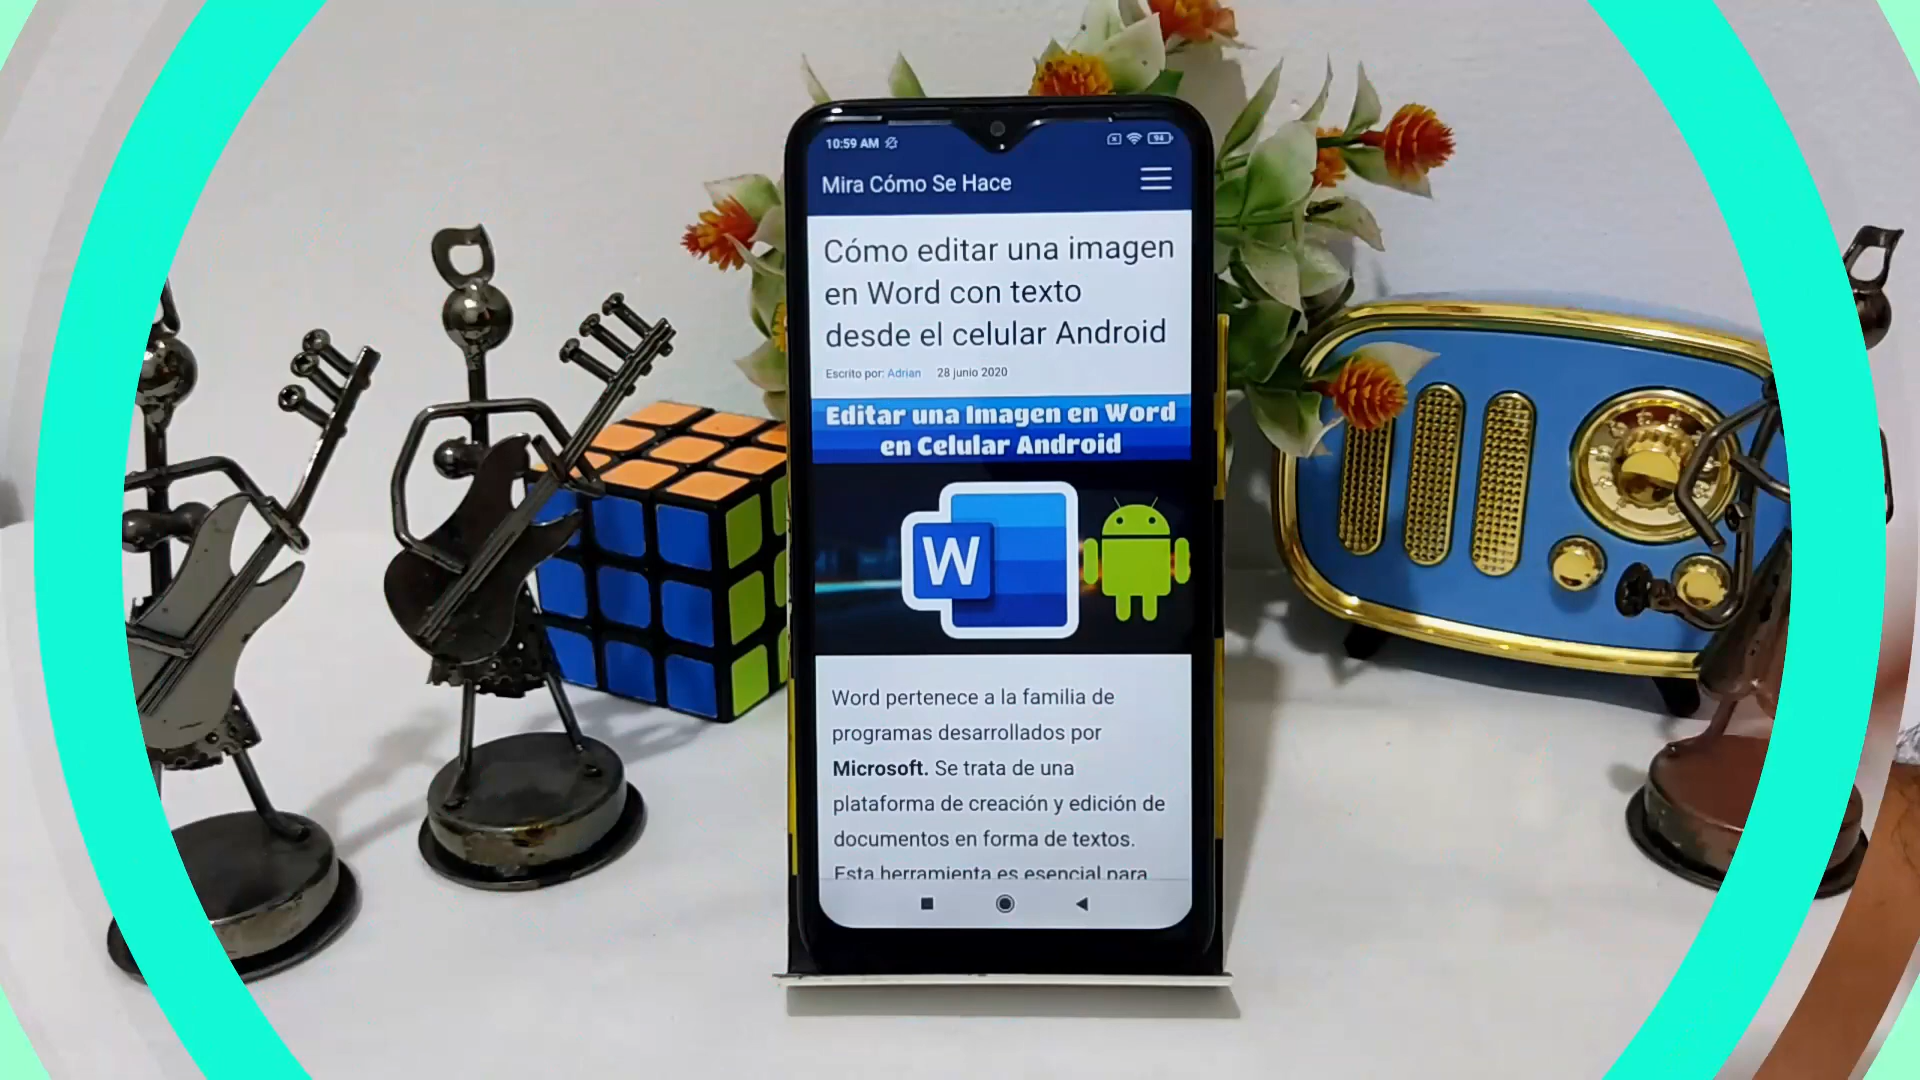 10:59 AM
94
Mira Cómo Se Hace
Cómo editar una imagen
en Word con texto
desde el celular Android
Escrito por: Adrian 28 junio 2020
Editar una Imagen en Word
en Celular Android
W
Word pertenece a la familia de
programas desarrollados por
Microsoft. Se trata de una
plataforma de creación y edición de
documentos en forma de textos.
Esta herramienta es esencial para